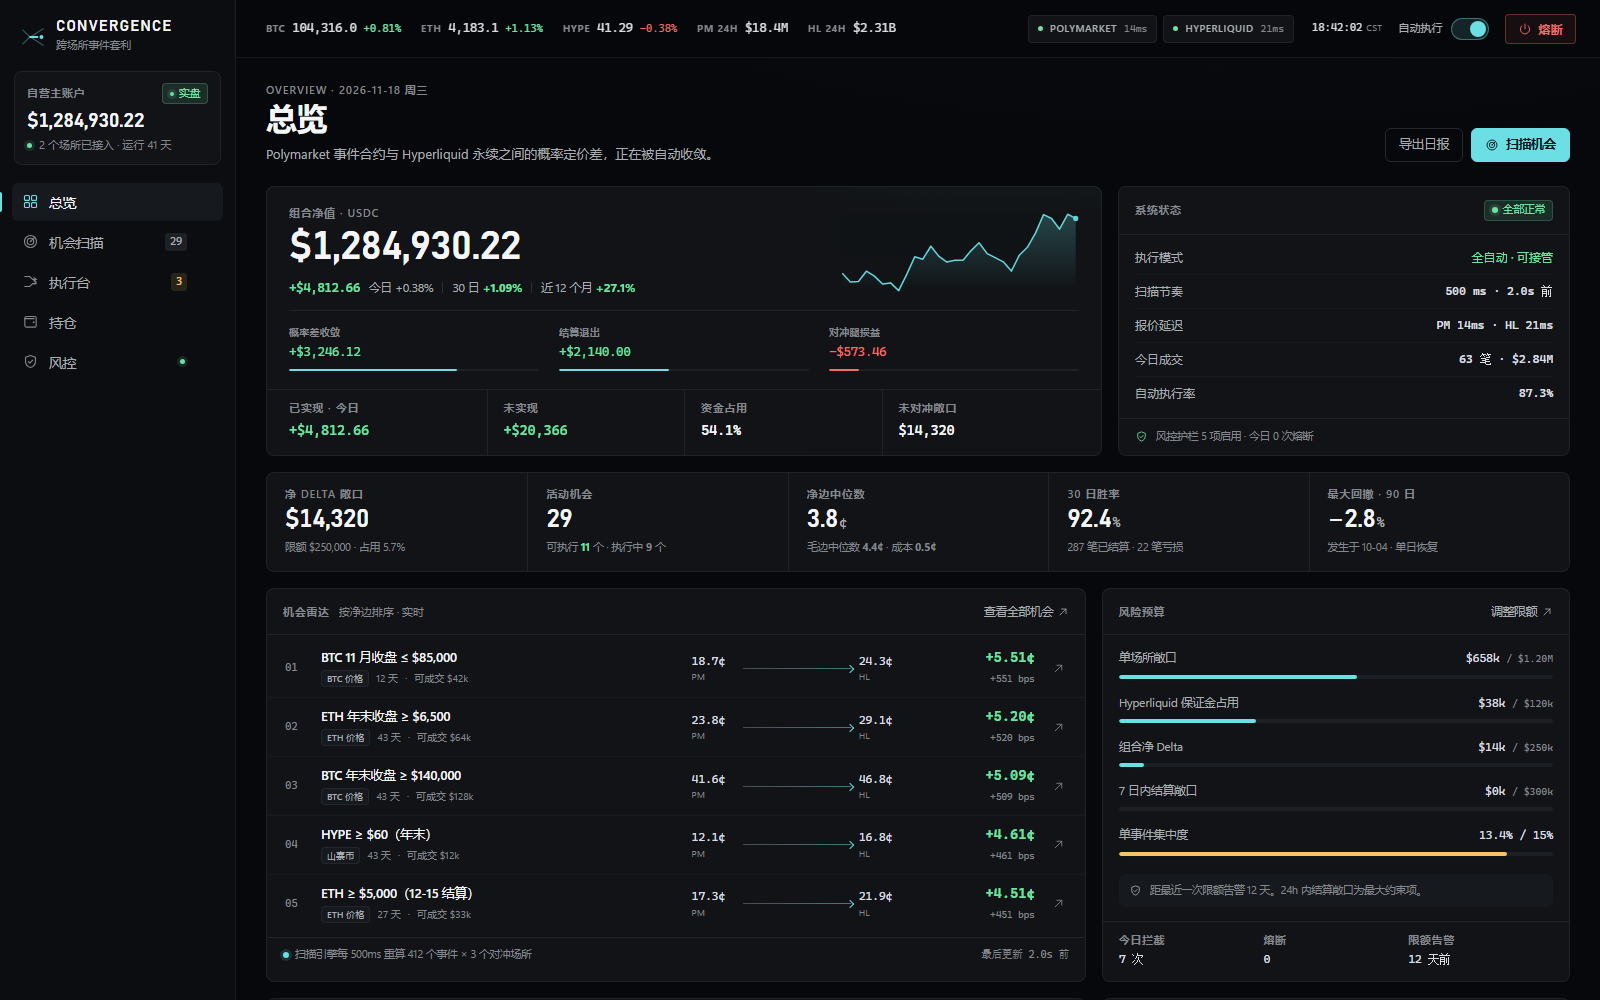 CONVERGENCE
跨场所事件套利
自营主账户
实盘
$1,284,930.22
2 个场所已接入 · 运行 41 天
总览
机会扫描 29
执行台 3
持仓
风控
BTC 104,316.0 +0.81% ETH 4,183.1 +1.13% HYPE 41.29 −0.38% PM 24H $18.4M HL 24H $2.31B
POLYMARKET 14ms HYPERLIQUID 21ms 18:42:02 CST 自动执行 熔断
OVERVIEW · 2026-11-18 周三
总览
Polymarket 事件合约与 Hyperliquid 永续之间的概率定价差，正在被自动收敛。
导出日报 扫描机会
组合净值 · USDC
$1,284,930.22
+$4,812.66 今日 +0.38% 30 日 +1.09% 近 12 个月 +27.1%
概率差收敛 结算退出 对冲腿损益
+$3,246.12 +$2,140.00 −$573.46
已实现 · 今日 未实现 资金占用 未对冲敞口
+$4,812.66 +$20,366 54.1% $14,320
系统状态 全部正常
执行模式 全自动 · 可接管
扫描节奏 500 ms · 2.0s 前
报价延迟 PM 14ms · HL 21ms
今日成交 63 笔 · $2.84M
自动执行率 87.3%
风控护栏 5 项启用 · 今日 0 次熔断
净 DELTA 敞口 活动机会 净边中位数 30 日胜率 最大回撤 · 90 日
$14,320 29 3.8¢ 92.4% −2.8%
限额 $250,000 · 占用 5.7% 可执行 11 个 · 执行中 9 个 毛边中位数 4.4¢ · 成本 0.5¢ 287 笔已结算 · 22 笔亏损 发生于 10-04 · 单日恢复
机会雷达 按净边排序 · 实时 查看全部机会
01 BTC 11 月收盘 ≤ $85,000 18.7¢ 24.3¢ +5.51¢
BTC 价格 12 天 · 可成交 $42k PM HL +551 bps
02 ETH 年末收盘 ≥ $6,500 23.8¢ 29.1¢ +5.20¢
ETH 价格 43 天 · 可成交 $64k PM HL +520 bps
03 BTC 年末收盘 ≥ $140,000 41.6¢ 46.8¢ +5.09¢
BTC 价格 43 天 · 可成交 $128k PM HL +509 bps
04 HYPE ≥ $60（年末） 12.1¢ 16.8¢ +4.61¢
山寨币 43 天 · 可成交 $12k PM HL +461 bps
05 ETH ≥ $5,000（12-15 结算） 17.3¢ 21.9¢ +4.51¢
ETH 价格 27 天 · 可成交 $33k PM HL +451 bps
扫描引擎每 500ms 重算 412 个事件 × 3 个对冲场所 最后更新 2.0s 前
风险预算 调整限额
单场所敞口 $658k / $1.20M
Hyperliquid 保证金占用 $38k / $120k
组合净 Delta $14k / $250k
7 日内结算敞口 $0k / $300k
单事件集中度 13.4% / 15%
距最近一次限额告警 12 天。24h 内结算敞口为最大约束项。
今日拦截 熔断 限额告警
7 次 0 12 天前